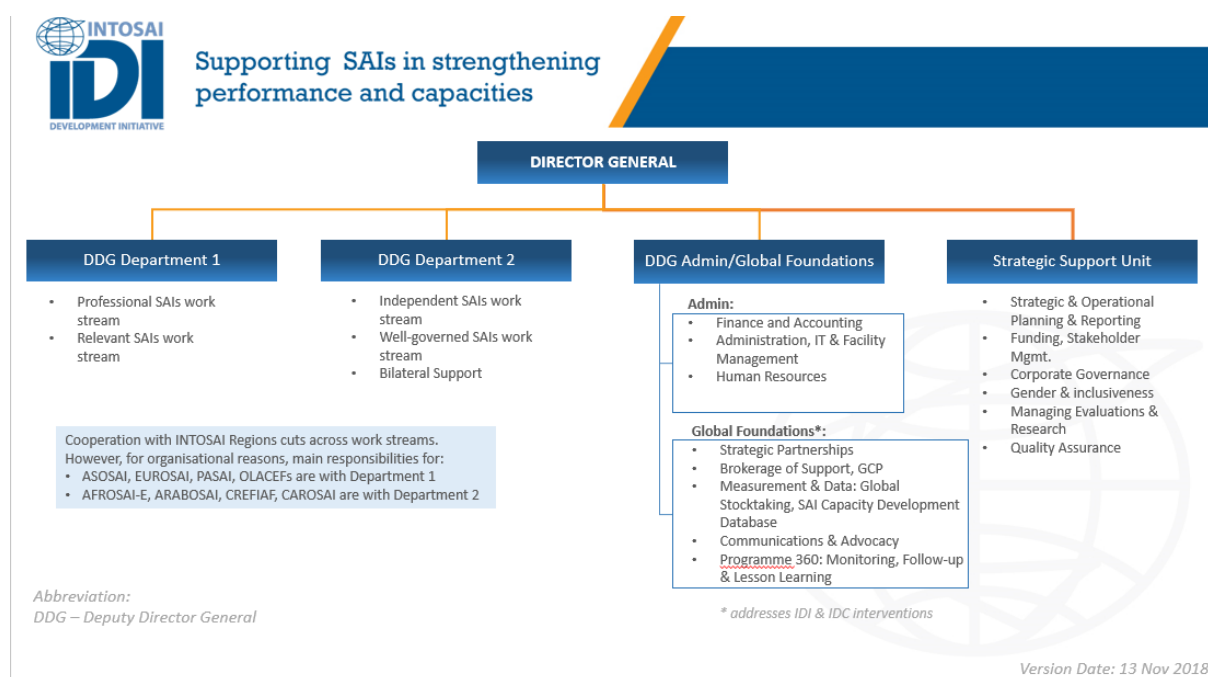 INTOSAI
IDI
DEVELOPMENT INITIATIVE
Supporting SAIs in strengthening
performance and capacities
DIRECTOR GENERAL
DDG Department 1
• Professional SAIs work
stream
• Relevant SAIs work
stream
DDG Department 2
• Independent SAIs work
stream
• Well-governed SAIs work
stream
• Bilateral Support
Cooperation with INTOSAI Regions cuts across work streams.
However, for organisational reasons, main responsibilities for:
• ASOSAI, EUROSAI, PASAI, OLACEFs are with Department 1
• AFROSAI-E, ARABOSAI, CREFIAF, CAROSAI are with Department 2
DDG Admin/Global Foundations
Admin:
• Finance and Accounting
• Administration, IT & Facility
Management
• Human Resources
Global Foundations*:
• Strategic Partnerships
• Brokerage of Support, GCP
• Measurement & Data: Global
Stocktaking, SAI Capacity Development
Database
• Communications & Advocacy
• Programme 360: Monitoring, Follow-up
& Lesson Learning
* addresses IDI & IDC interventions
Strategic Support Unit
• Strategic & Operational
Planning & Reporting
• Funding, Stakeholder
Mgmt.
• Corporate Governance
• Gender & inclusiveness
• Managing Evaluations &
Research
• Quality Assurance
Abbreviation:
DDG – Deputy Director General
Version Date: 13 Nov 2018